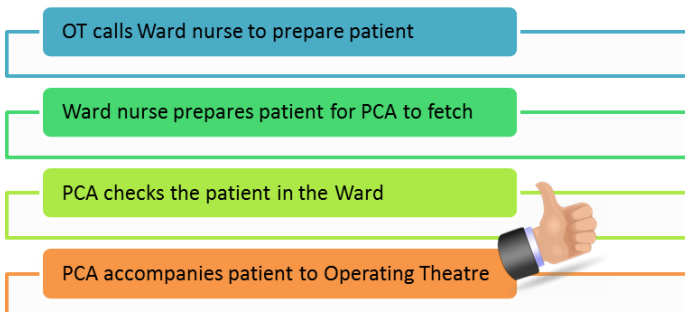 OT calls Ward nurse to prepare patient
Ward nurse prepares patient for PCA to fetch
PCA checks the patient in the Ward
PCA accompanies patient to Operating Theatre